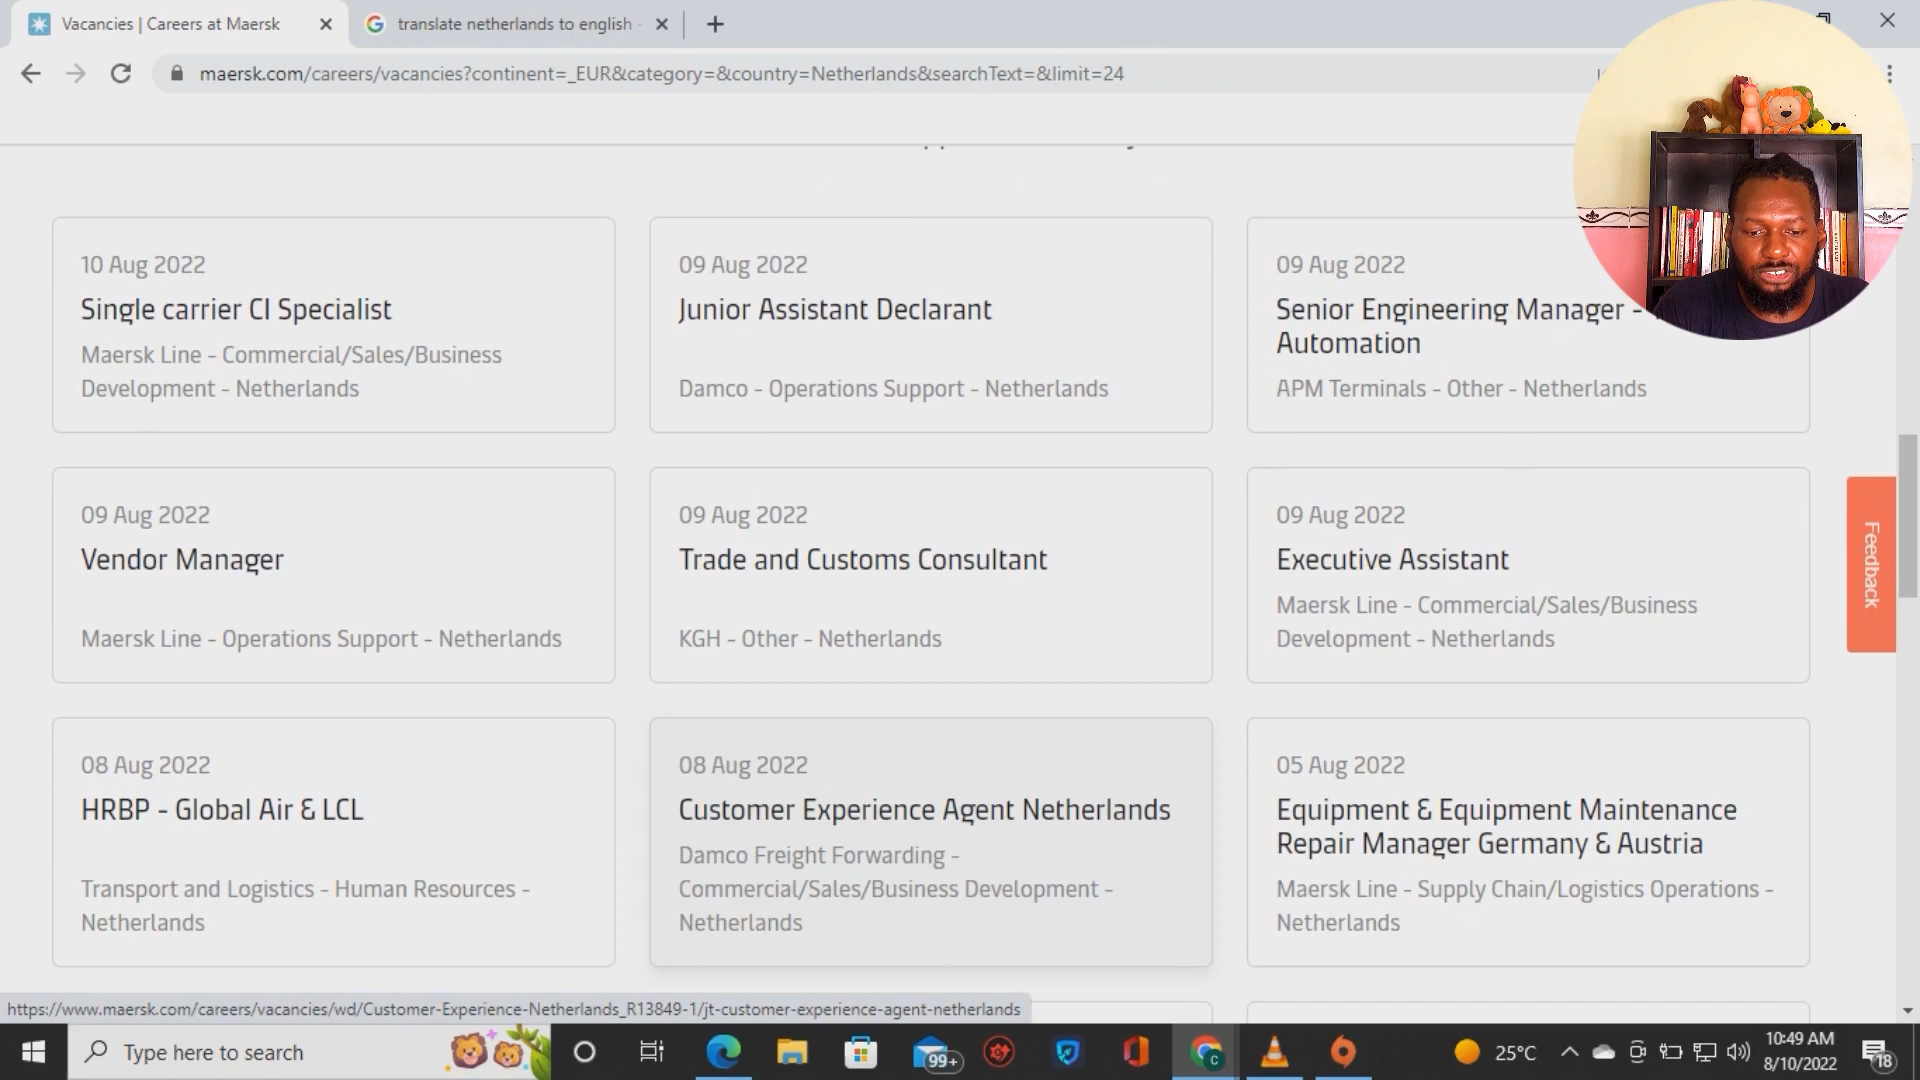 Vacancies | Careers at Maersk
translate netherlands to english
maersk.com/careers/vacancies?continent=_EUR&category=&country=Netherlands&searchText=&limit=24
10 Aug 2022
Single carrier CI Specialist
Maersk Line - Commercial/Sales/Business
Development - Netherlands
09 Aug 2022
Junior Assistant Declarant
Damco - Operations Support - Netherlands
09 Aug 2022
Senior Engineering Manager -
Automation
APM Terminals - Other - Netherlands
09 Aug 2022
Vendor Manager
Maersk Line - Operations Support - Netherlands
09 Aug 2022
Trade and Customs Consultant
KGH - Other - Netherlands
09 Aug 2022
Executive Assistant
Maersk Line - Commercial/Sales/Business
Development - Netherlands
Feedback
08 Aug 2022
HRBP - Global Air & LCL
Transport and Logistics - Human Resources -
Netherlands
08 Aug 2022
Customer Experience Agent Netherlands
Damco Freight Forwarding -
Commercial/Sales/Business Development -
Netherlands
05 Aug 2022
Equipment & Equipment Maintenance
Repair Manager Germany & Austria
Maersk Line - Supply Chain/Logistics Operations -
Netherlands
https://www.maersk.com/careers/vacancies/wd/Customer-Experience-Netherlands_R13849-1/jt-customer-experience-agent-netherlands
Type here to search
99+
C
25°C
10:49 AM
8/10/2022
18